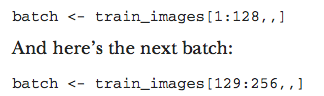 batch <- train_images[1:128,,]
And here’s the next batch:
batch <- train_images[129:256,,]